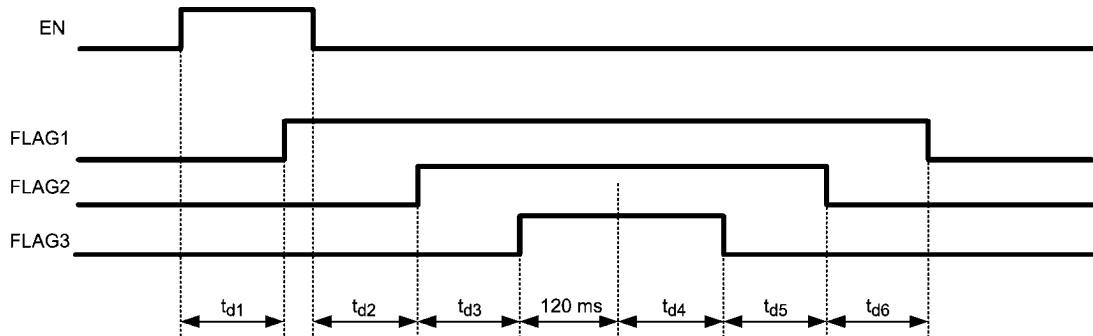 EN
FLAG1
FLAG2
FLAG3
td1 td2 td3 120 ms td4 td5 td6